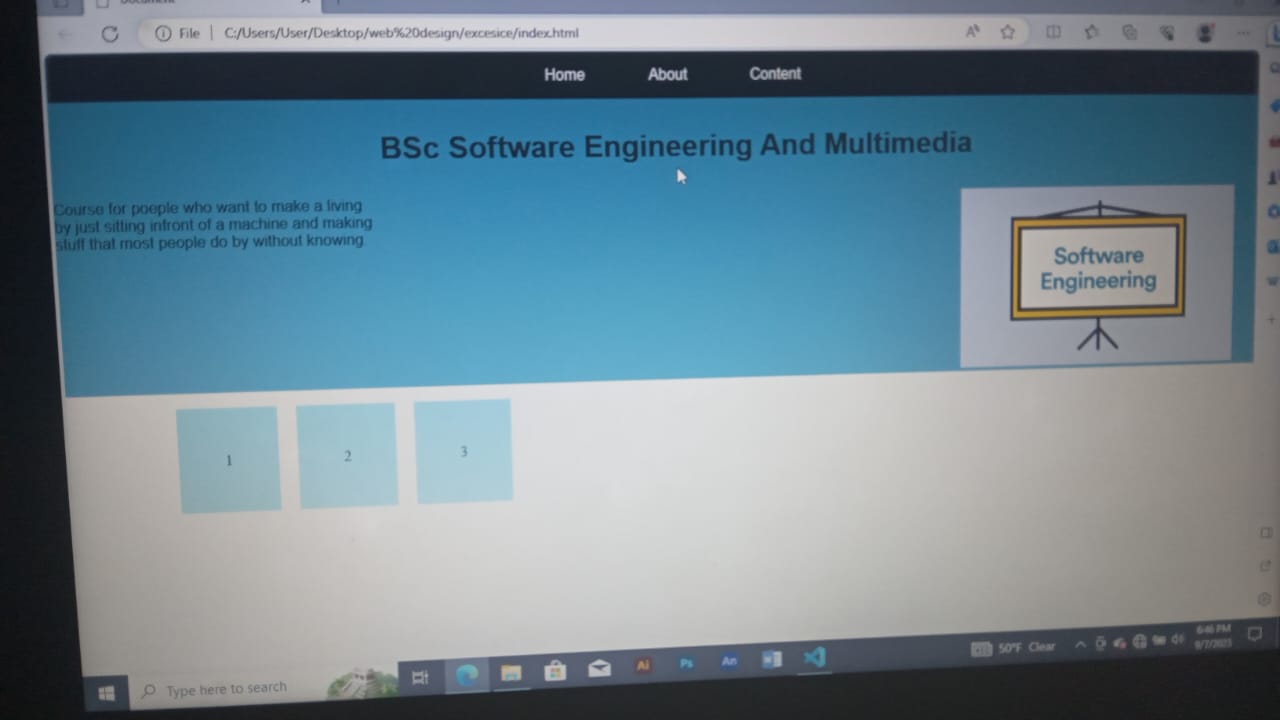 Document
File
C:/Users/User/Desktop/web%20design/excesice/index.html
Home About Content
BSc Software Engineering And Multimedia
Course for poeple who want to make a living
by just sitting infront of a machine and making
stuff that most people do by without knowing
Software
Engineering
1 2 3
Type here to search
Ai Ps An
50°F Clear
6:46 PM
9/7/2023